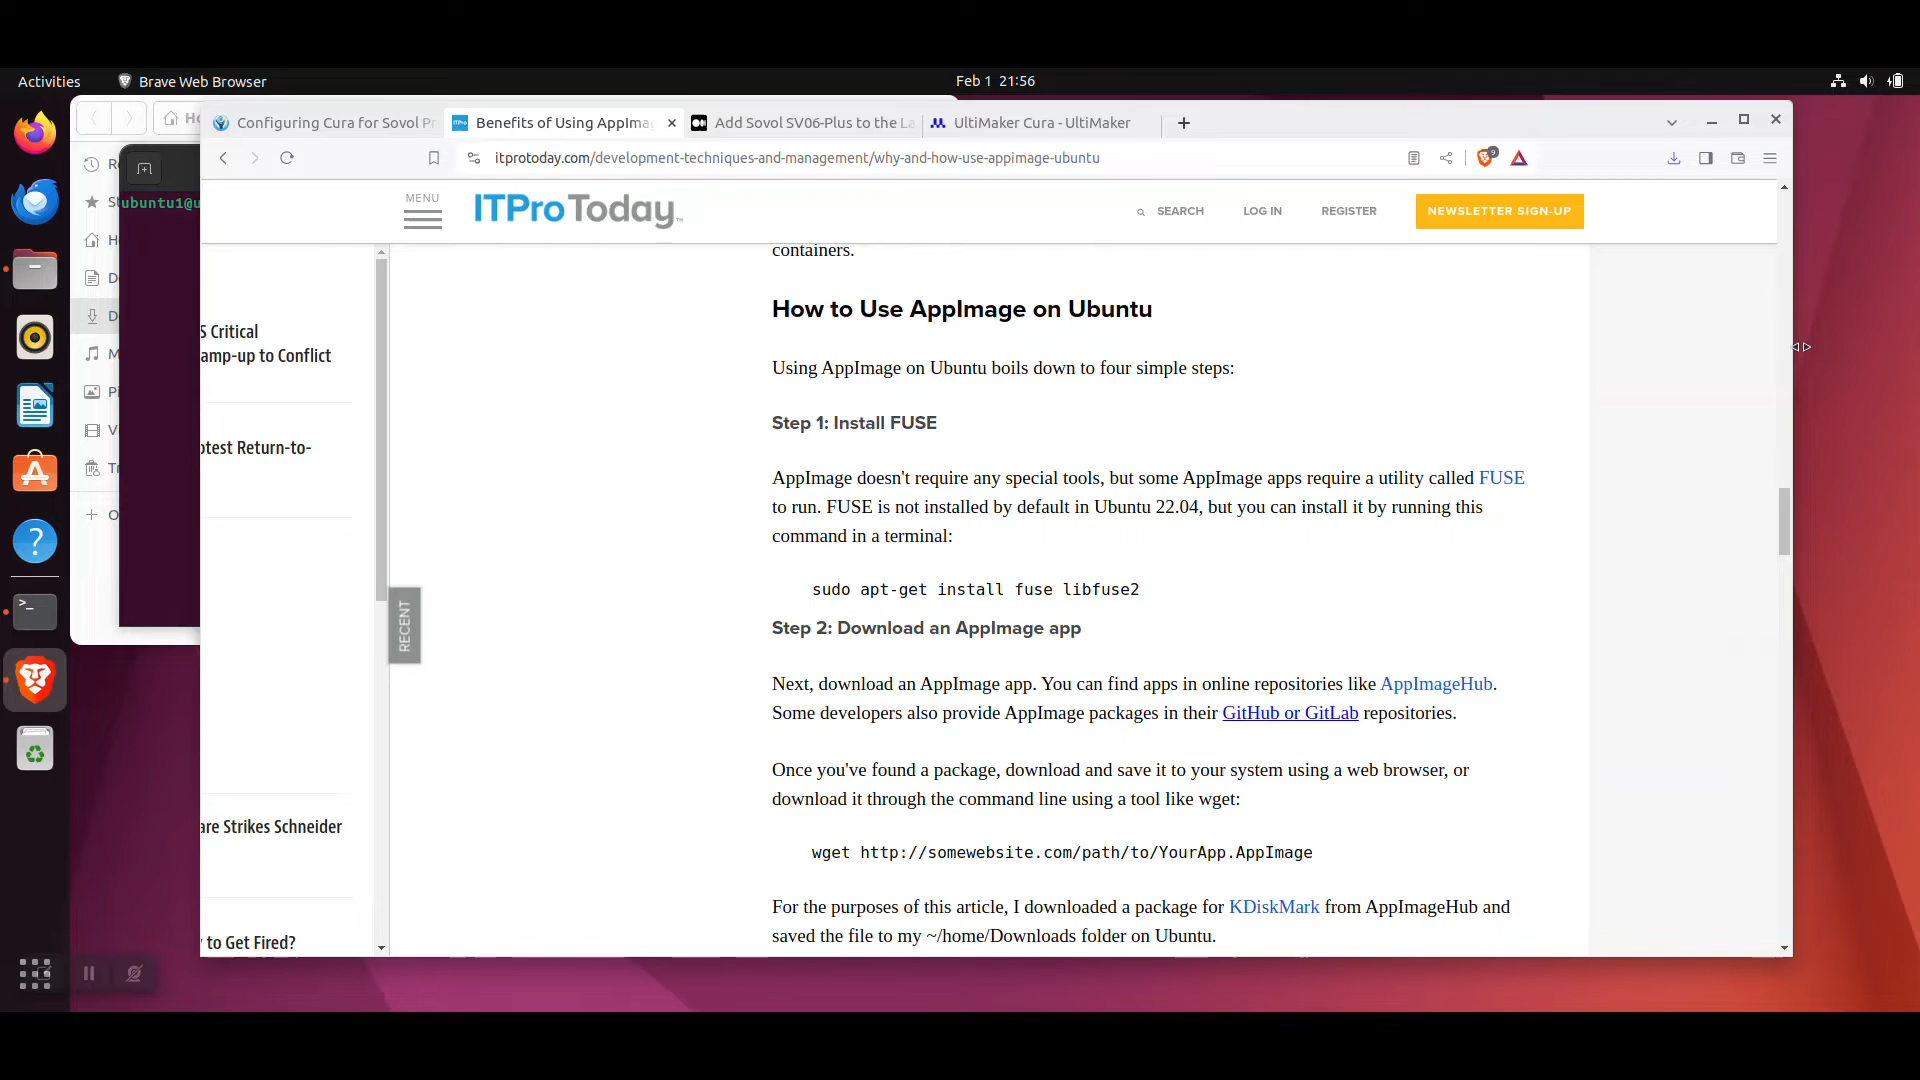 Activities
Brave Web Browser
Feb 1 21:56
Configuring Cura for Sovol Pr
Benefits of Using AppImag
Add Sovol SV06-Plus to the La
UltiMaker Cura - UltiMaker
itprotoday.com/development-techniques-and-management/why-and-how-use-appimage-ubuntu
9
ubuntu1@u
MENU
ITPro Today
SEARCH
LOG IN
REGISTER
NEWSLETTER SIGN-UP
S Critical
amp-up to Conflict
otest Return-to-
are Strikes Schneider
to Get Fired?
RECENT
containers.
How to Use AppImage on Ubuntu
Using AppImage on Ubuntu boils down to four simple steps:
Step 1: Install FUSE
AppImage doesn't require any special tools, but some AppImage apps require a utility called FUSE
to run. FUSE is not installed by default in Ubuntu 22.04, but you can install it by running this
command in a terminal:
sudo apt-get install fuse libfuse2
Step 2: Download an AppImage app
Next, download an AppImage app. You can find apps in online repositories like AppImageHub.
Some developers also provide AppImage packages in their GitHub or GitLab repositories.
Once you've found a package, download and save it to your system using a web browser, or
download it through the command line using a tool like wget:
wget http://somewebsite.com/path/to/YourApp.AppImage
For the purposes of this article, I downloaded a package for KDiskMark from AppImageHub and
saved the file to my ~/home/Downloads folder on Ubuntu.